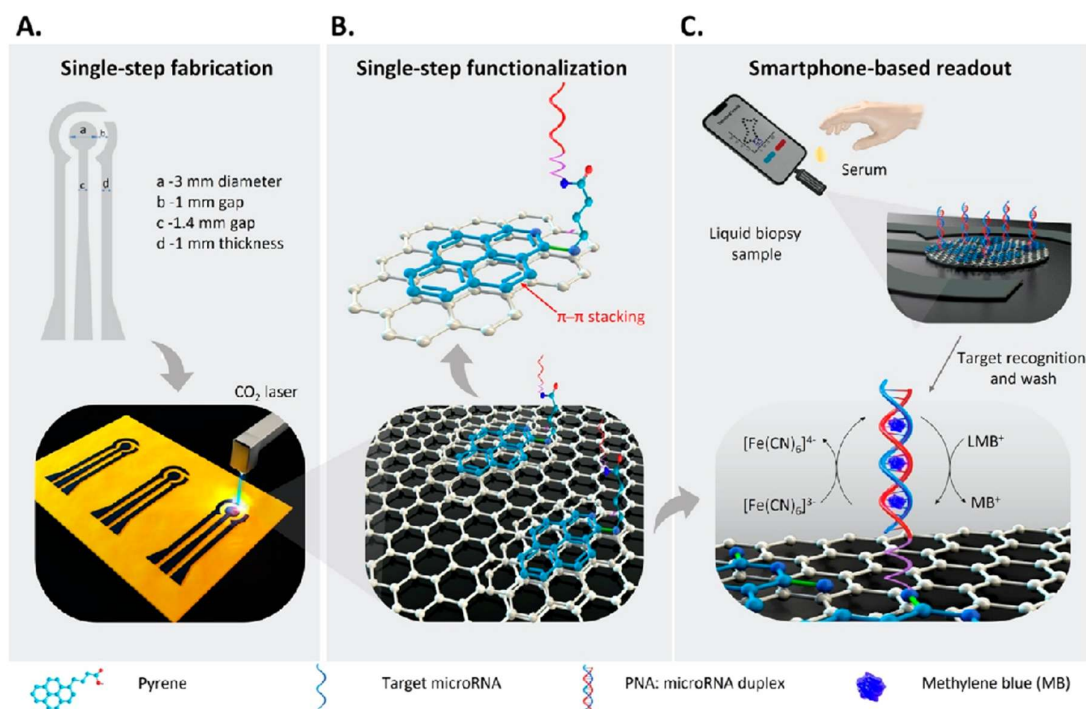 A.
Single-step fabrication
a
b
c
d
a -3 mm diameter
b -1 mm gap
c -1.4 mm gap
d -1 mm thickness
CO₂ laser
B.
Single-step functionalization
π–π stacking
C.
Smartphone-based readout
Serum
Liquid biopsy
sample
Target recognition
and wash
[Fe(CN)₆]⁴⁻
LMB⁺
[Fe(CN)₆]³⁻
MB⁺
Pyrene
Target microRNA
PNA: microRNA duplex
Methylene blue (MB)